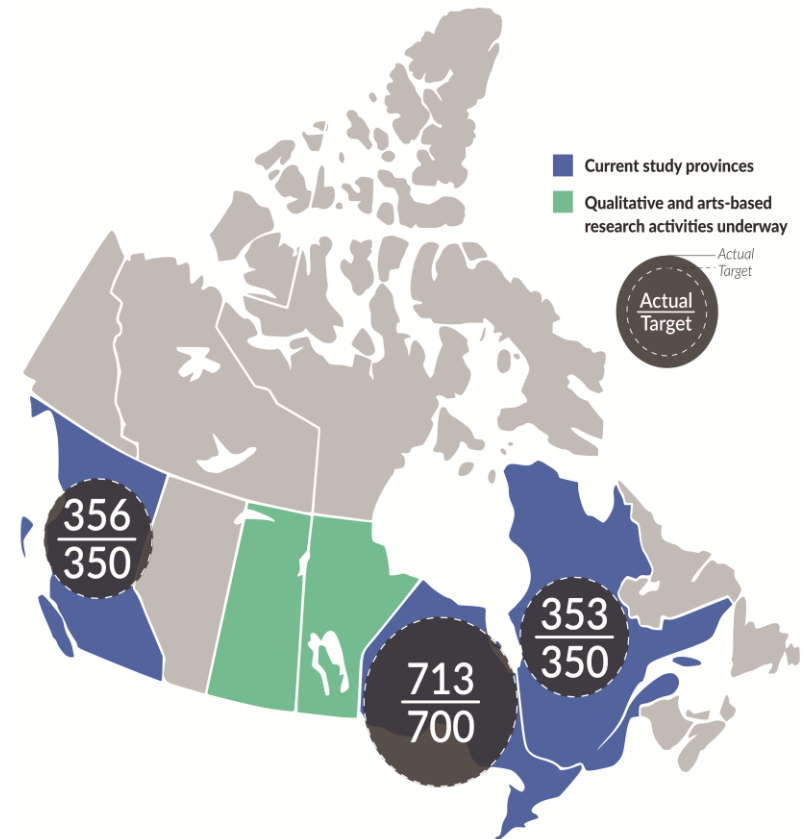 Current study provinces
Qualitative and arts-based
research activities underway
Actual
Target
Actual
Target
356
350
353
350
713
700